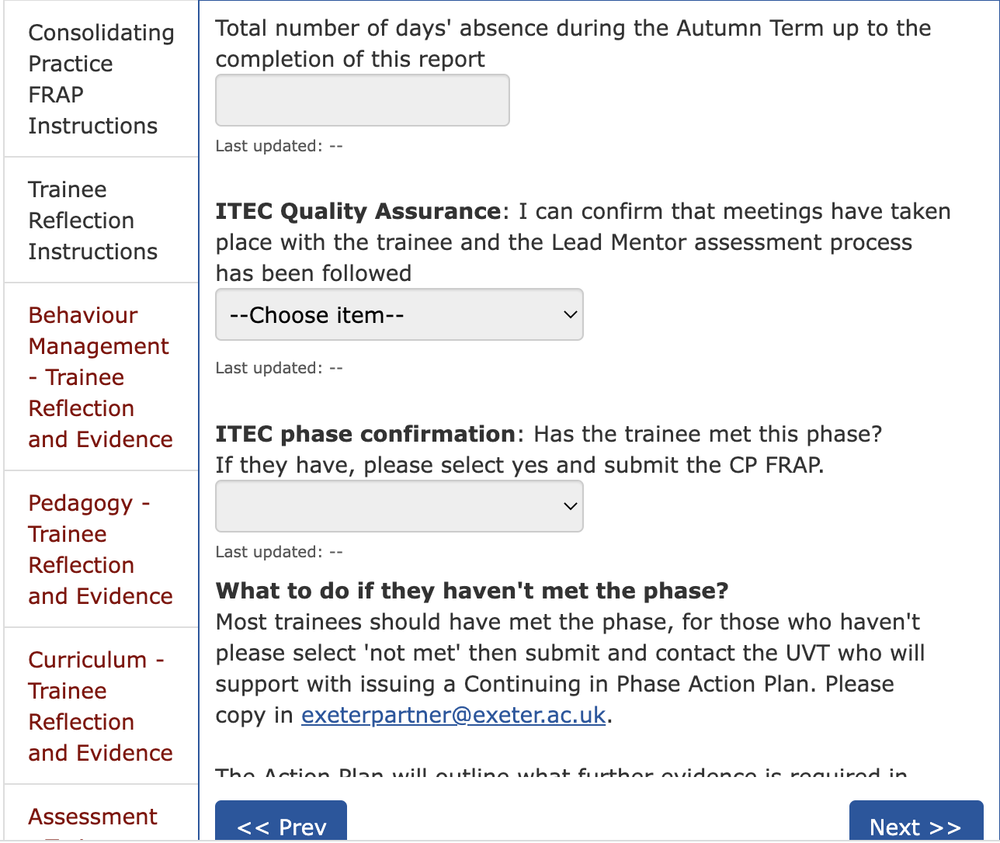 Consolidating
Practice
FRAP
Instructions
Trainee
Reflection
Instructions
Behaviour
Management
- Trainee
Reflection
and Evidence
Pedagogy -
Trainee
Reflection
and Evidence
Curriculum -
Trainee
Reflection
and Evidence
Assessment
Total number of days' absence during the Autumn Term up to the
completion of this report
Last updated: --
ITEC Quality Assurance: I can confirm that meetings have taken
place with the trainee and the Lead Mentor assessment process
has been followed
--Choose item--
Last updated: --
ITEC phase confirmation: Has the trainee met this phase?
If they have, please select yes and submit the CP FRAP.
Last updated: --
What to do if they haven't met the phase?
Most trainees should have met the phase, for those who haven't
please select 'not met' then submit and contact the UVT who will
support with issuing a Continuing in Phase Action Plan. Please
copy in exeterpartner@exeter.ac.uk.
The Action Plan will outline what further evidence is required in
<< Prev
Next >>